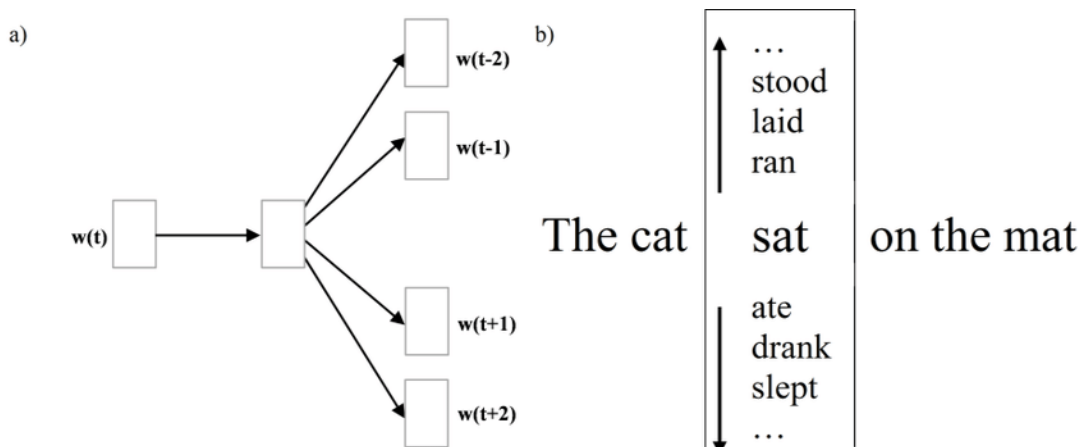 a)
w(t-2)
w(t-1)
w(t)
w(t+1)
w(t+2)
b)
…
stood
laid
ran
The cat sat on the mat
ate
drank
slept
…